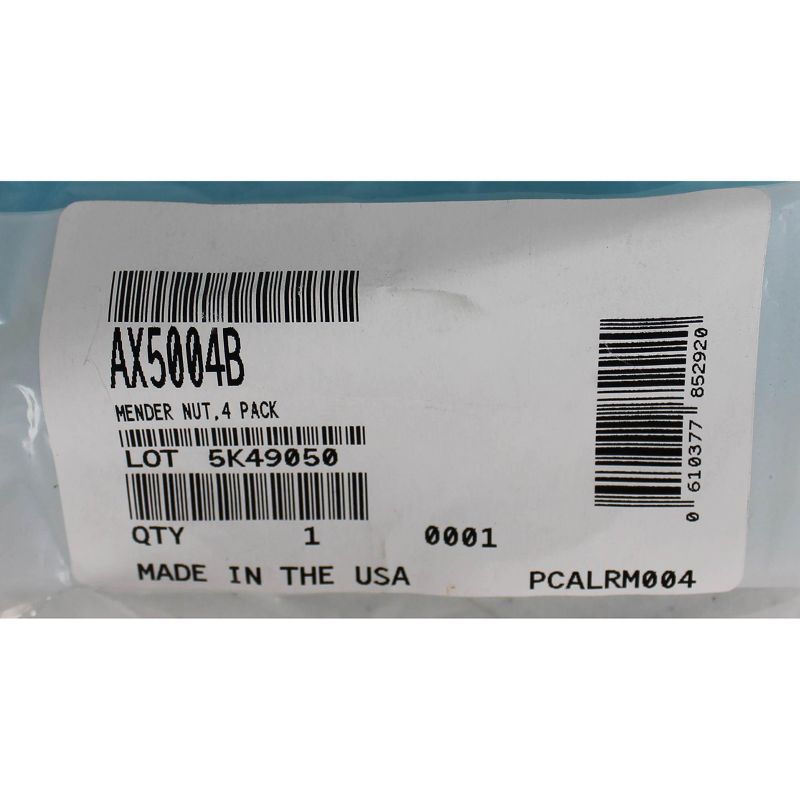 AX5004B
MENDER NUT,4 PACK
LOT 5K49050
QTY 1 0001
MADE IN THE USA
PCALRM004
0 610377 852920